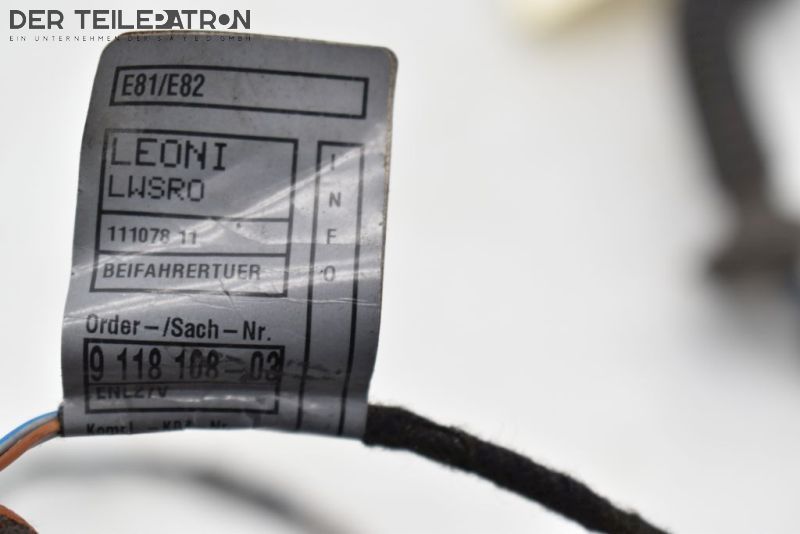 DER TEILEPATRON
EIN UNTERNEHMEN DER SAYLD GMBH
E81/E82
LEONI
LWSRO
111078 11
BEIFAHRERTUER
INFO
Order-/Sach-Nr.
9 118 108-03